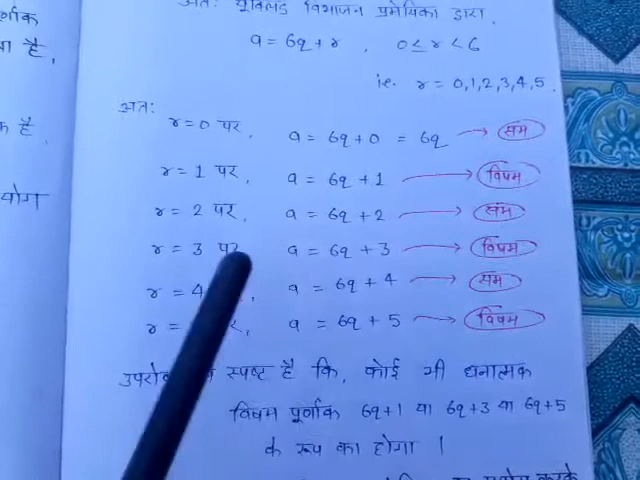 अतः यूक्लिड विभाजन प्रमेयिका द्वारा,
a = 6q + r , 0 ≤ r < 6
i.e. r = 0,1,2,3,4,5.
अतः
r = 0 पर, a = 6q + 0 = 6q → सम
r = 1 पर, a = 6q + 1 → विषम
r = 2 पर, a = 6q + 2 → सम
r = 3 पर a = 6q + 3 → विषम
r = 4 , a = 6q + 4 → सम
r = र, a = 6q + 5 → विषम
स्पष्ट है कि, कोई भी धनात्मक
विषम पूर्णांक 6q+1 या 6q+3 या 6q+5
के रूप का होगा ।